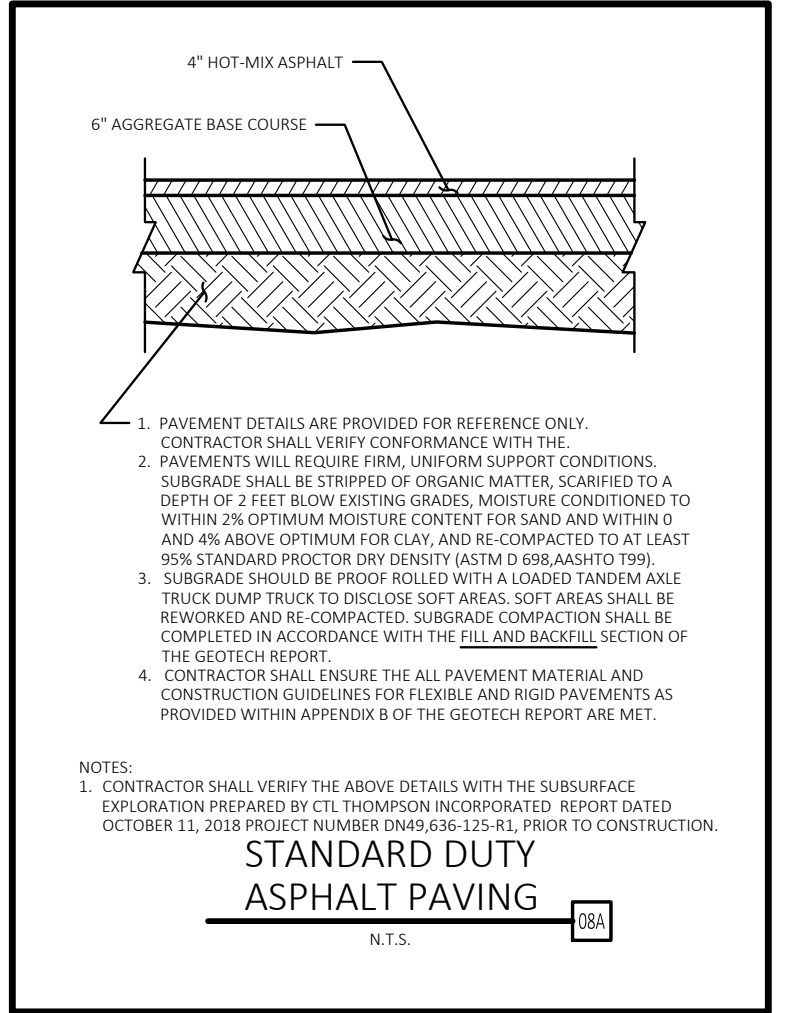 4" HOT-MIX ASPHALT
6" AGGREGATE BASE COURSE
1. PAVEMENT DETAILS ARE PROVIDED FOR REFERENCE ONLY.
CONTRACTOR SHALL VERIFY CONFORMANCE WITH THE.
2. PAVEMENTS WILL REQUIRE FIRM, UNIFORM SUPPORT CONDITIONS.
SUBGRADE SHALL BE STRIPPED OF ORGANIC MATTER, SCARIFIED TO A
DEPTH OF 2 FEET BLOW EXISTING GRADES, MOISTURE CONDITIONED TO
WITHIN 2% OPTIMUM MOISTURE CONTENT FOR SAND AND WITHIN 0
AND 4% ABOVE OPTIMUM FOR CLAY, AND RE-COMPACTED TO AT LEAST
95% STANDARD PROCTOR DRY DENSITY (ASTM D 698,AASHTO T99).
3. SUBGRADE SHOULD BE PROOF ROLLED WITH A LOADED TANDEM AXLE
TRUCK DUMP TRUCK TO DISCLOSE SOFT AREAS. SOFT AREAS SHALL BE
REWORKED AND RE-COMPACTED. SUBGRADE COMPACTION SHALL BE
COMPLETED IN ACCORDANCE WITH THE FILL AND BACKFILL SECTION OF
THE GEOTECH REPORT.
4. CONTRACTOR SHALL ENSURE THE ALL PAVEMENT MATERIAL AND
CONSTRUCTION GUIDELINES FOR FLEXIBLE AND RIGID PAVEMENTS AS
PROVIDED WITHIN APPENDIX B OF THE GEOTECH REPORT ARE MET.
NOTES:
1. CONTRACTOR SHALL VERIFY THE ABOVE DETAILS WITH THE SUBSURFACE
EXPLORATION PREPARED BY CTL THOMPSON INCORPORATED REPORT DATED
OCTOBER 11, 2018 PROJECT NUMBER DN49,636-125-R1, PRIOR TO CONSTRUCTION.
STANDARD DUTY
ASPHALT PAVING
08A
N.T.S.